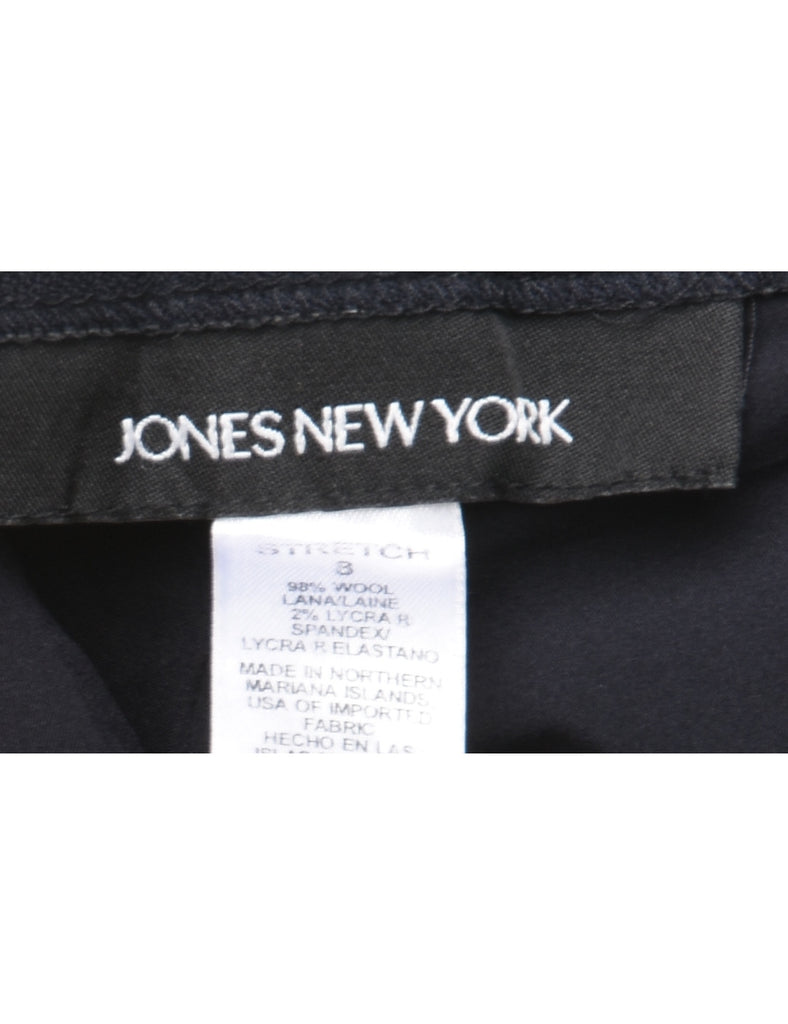 JONES NEW YORK
STRETCH
8
98% WOOL
LANA/LAINE
2% LYCRA R
SPANDEX/
LYCRA R ELASTANO
MADE IN NORTHERN
MARIANA ISLANDS,
USA OF IMPORTED
FABRIC
HECHO EN LAS